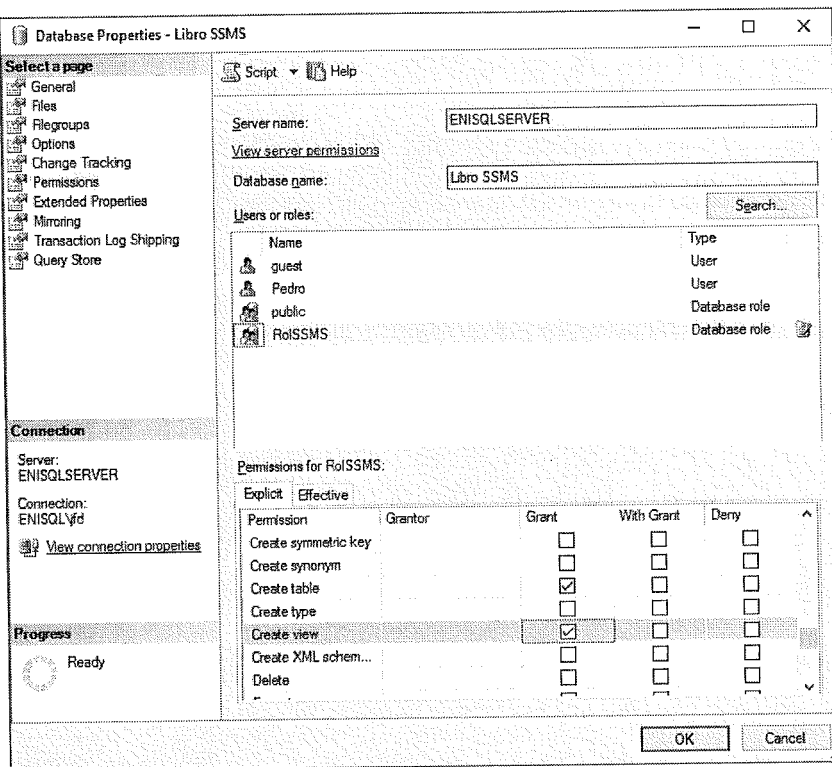 Database Properties - Libro SSMS
Select a page
General
Files
Filegroups
Options
Change Tracking
Permissions
Extended Properties
Mirroring
Transaction Log Shipping
Query Store
Connection
Server:
ENISQLSERVER
Connection:
ENISQL\jfd
View connection properties
Progress
Ready
Script Help
Server name: ENISQLSERVER
View server permissions
Database name: Libro SSMS
Search...
Users or roles:
Name Type
guest User
Pedro User
public Database role
RolSSMS Database role
Permissions for RolSSMS:
Explicit Effective
Permission Grantor Grant With Grant Deny
Create symmetric key
Create synonym
Create table
Create type
Create view
Create XML schem...
Delete
OK Cancel